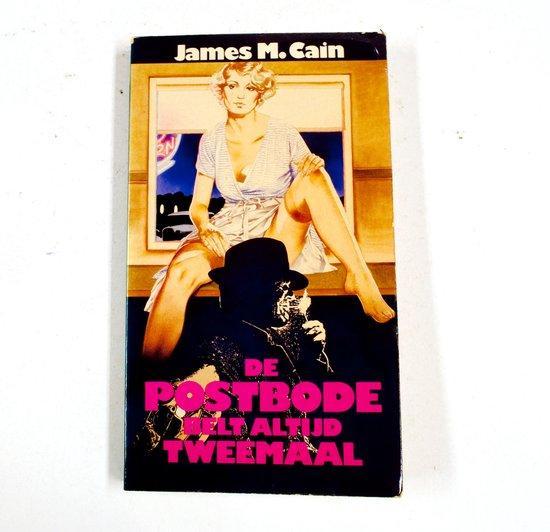 James M. Cain
DE
POSTBODE
BELT ALTIJD
TWEEMAAL